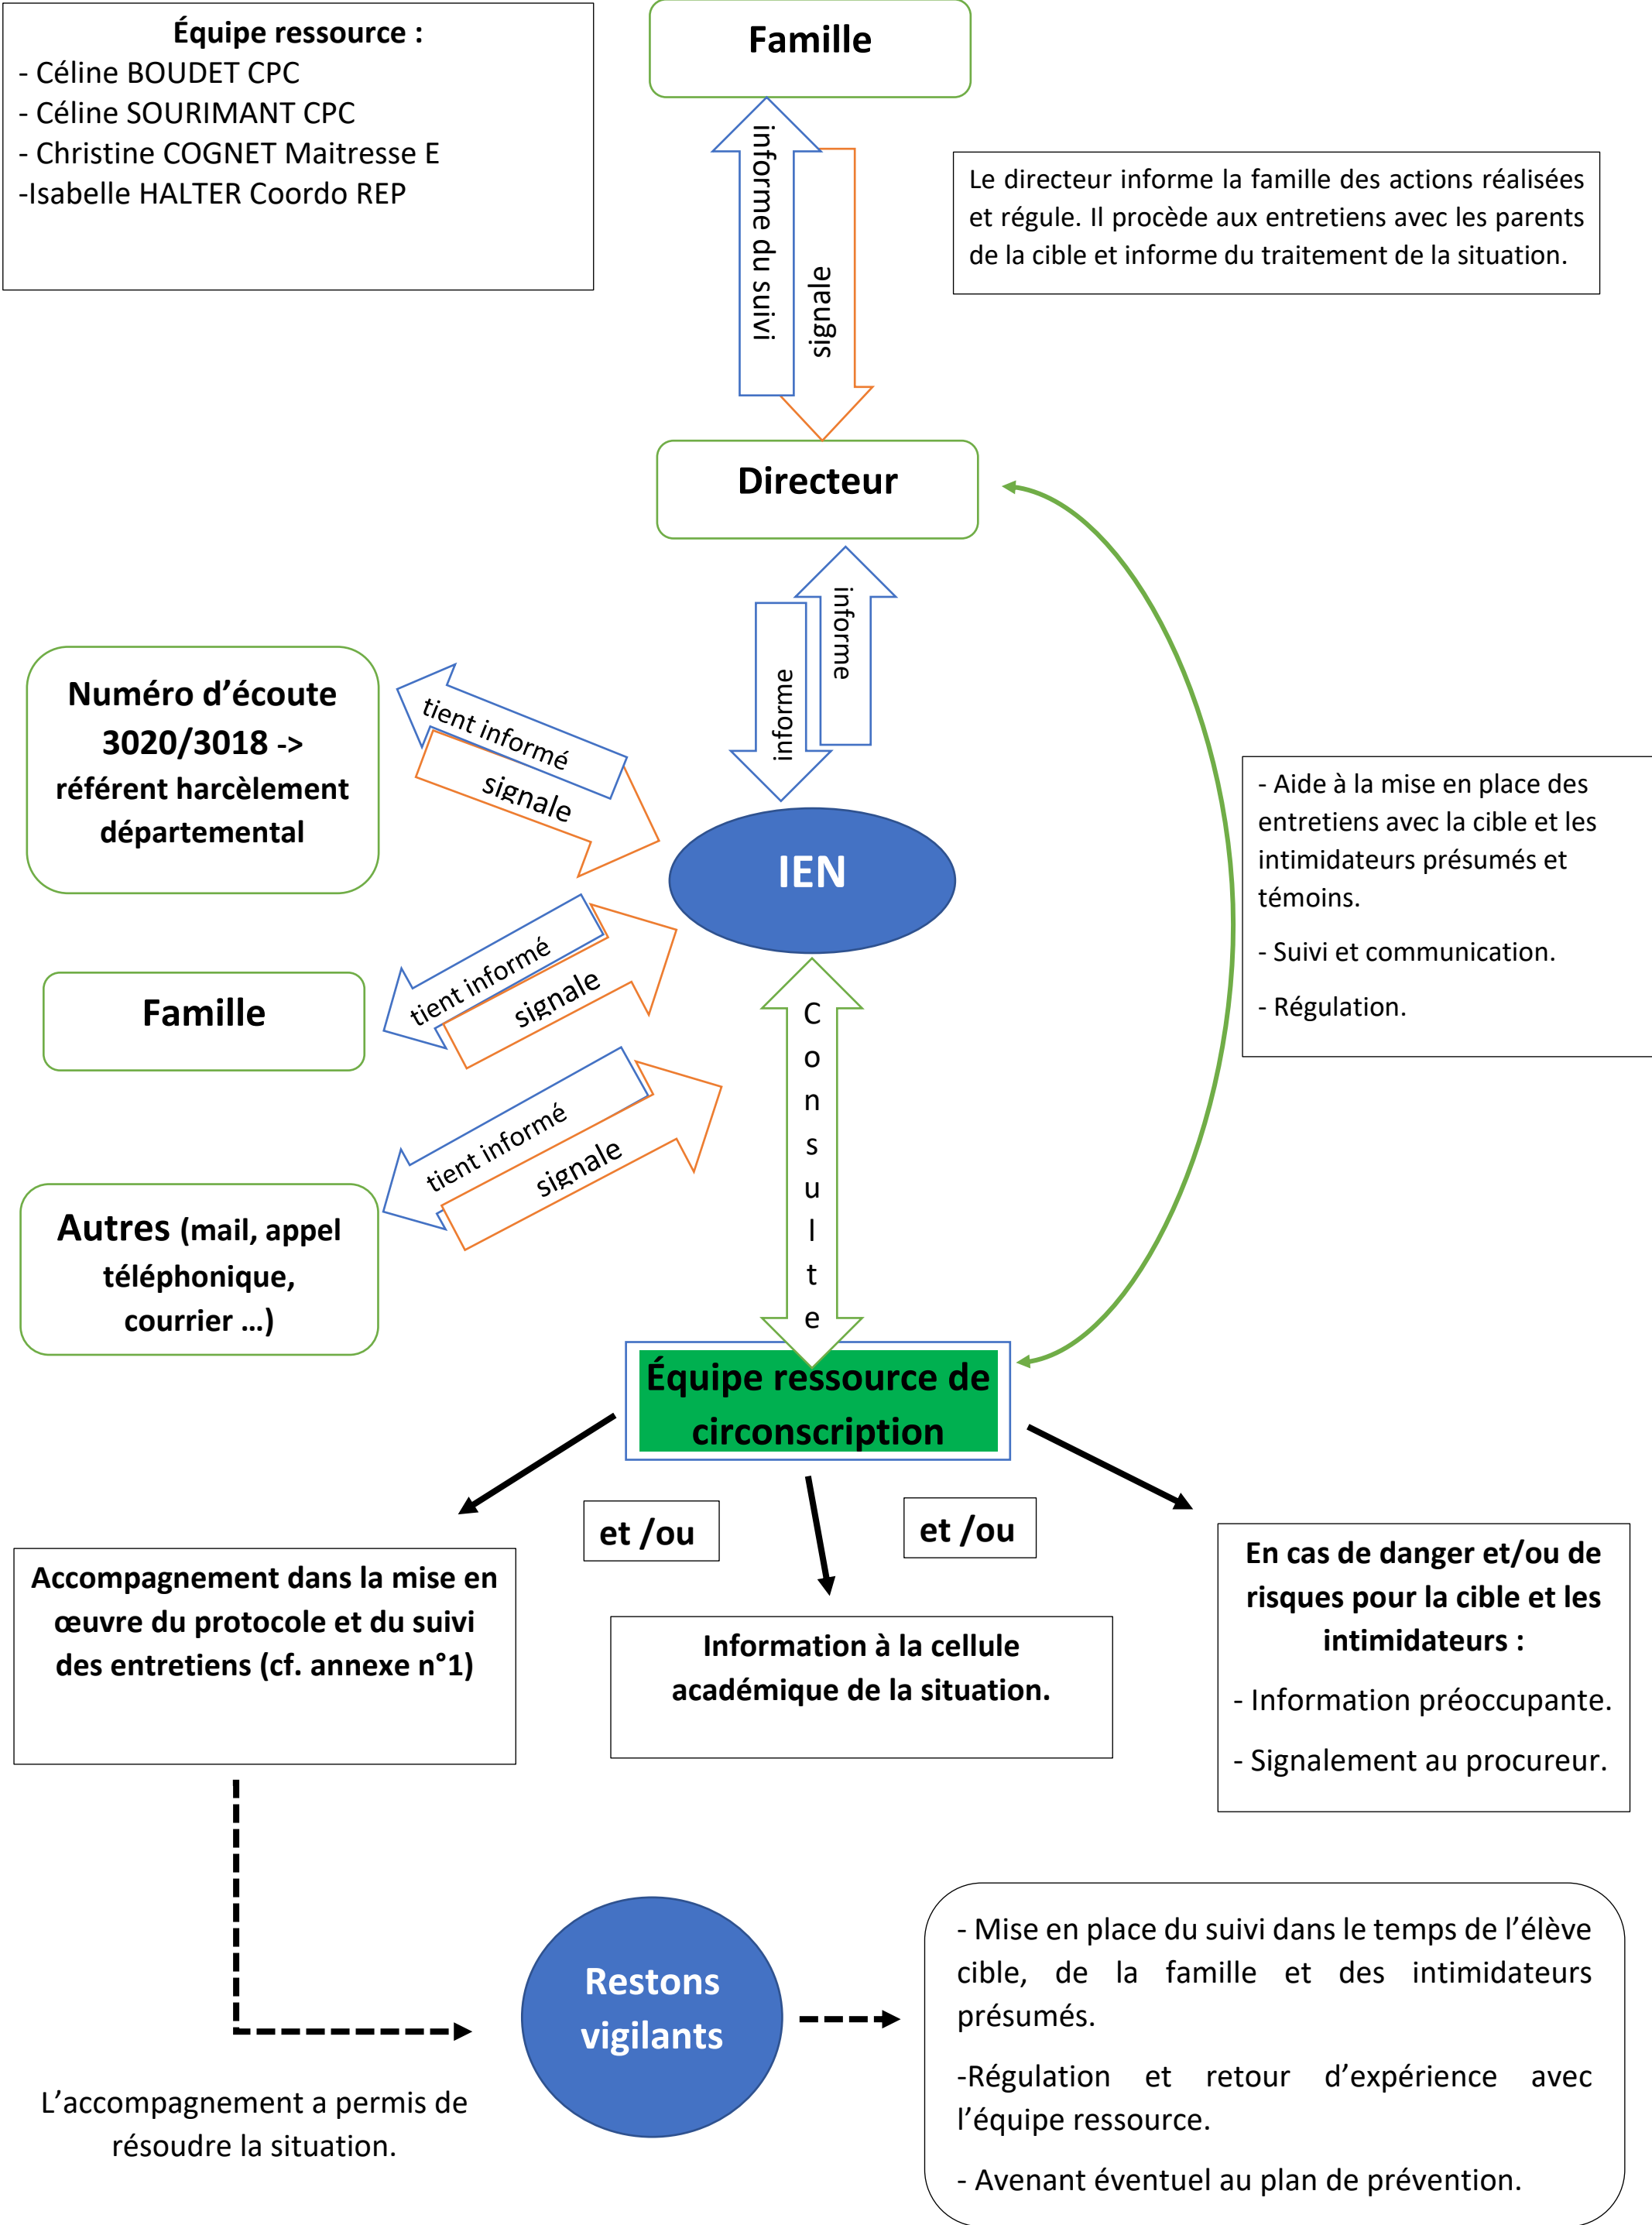 Équipe ressource :
- Céline BOUDET CPC
- Céline SOURIMANT CPC
- Christine COGNET Maitresse E
-Isabelle HALTER Coordo REP
Famille
informe du suivi
signale
Le directeur informe la famille des actions réalisées
et régule. Il procède aux entretiens avec les parents
de la cible et informe du traitement de la situation.
Directeur
informe
informe
Numéro d’écoute
3020/3018 ->
référent harcèlement
départemental
tient informé
signale
IEN
- Aide à la mise en place des
entretiens avec la cible et les
intimidateurs présumés et
témoins.
- Suivi et communication.
- Régulation.
Famille
tient informé
signale
Autres (mail, appel
téléphonique,
courrier …)
tient informé
signale
C
o
n
s
u
l
t
e
Équipe ressource de
circonscription
et /ou
et /ou
Accompagnement dans la mise en
œuvre du protocole et du suivi
des entretiens (cf. annexe n°1)
Information à la cellule
académique de la situation.
En cas de danger et/ou de
risques pour la cible et les
intimidateurs :
- Information préoccupante.
- Signalement au procureur.
Restons
vigilants
L’accompagnement a permis de
résoudre la situation.
- Mise en place du suivi dans le temps de l’élève
cible, de la famille et des intimidateurs
présumés.
-Régulation et retour d’expérience avec
l’équipe ressource.
- Avenant éventuel au plan de prévention.